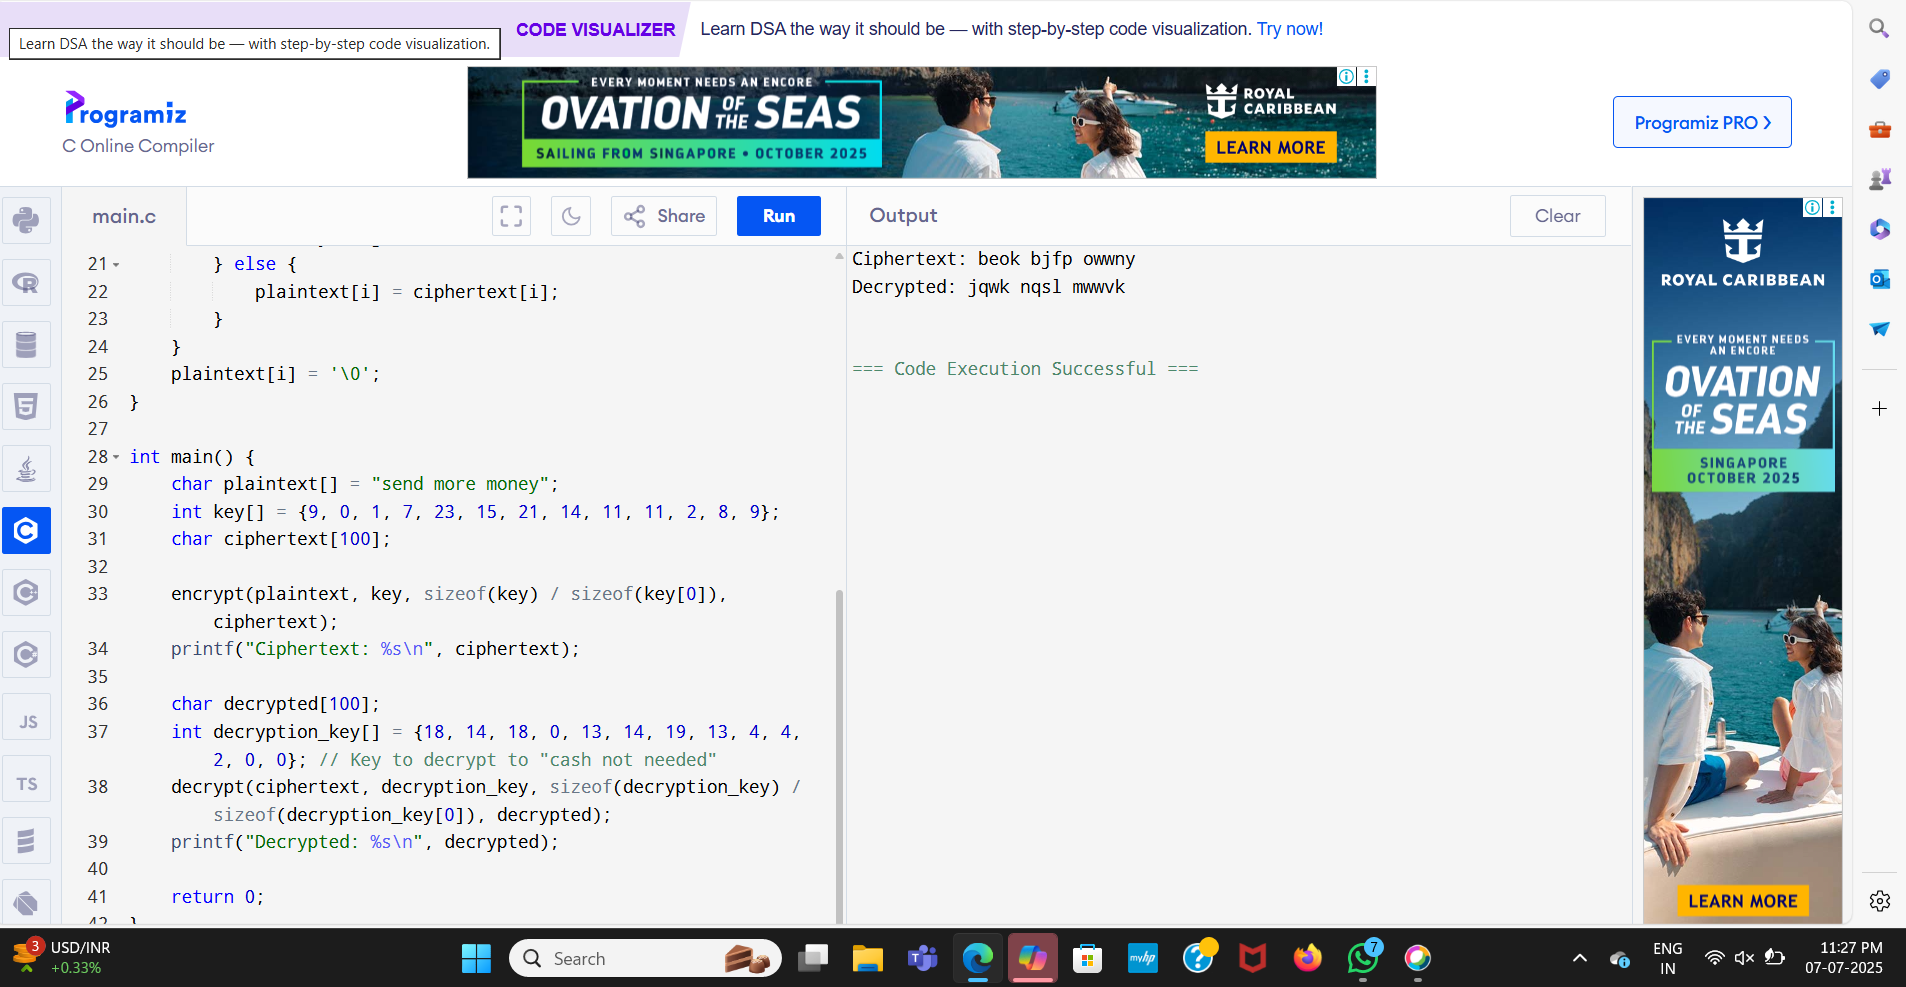 CODE VISUALIZER
Learn DSA the way it should be — with step-by-step code visualization. Try now!
Learn DSA the way it should be — with step-by-step code visualization.
Programiz
C Online Compiler
EVERY MOMENT NEEDS AN ENCORE
OVATION OF THE SEAS
SAILING FROM SINGAPORE • OCTOBER 2025
ROYAL CARIBBEAN
LEARN MORE
Programiz PRO
main.c
Share
Run
Output
Clear
21 } else {
22 plaintext[i] = ciphertext[i];
23 }
24 }
25 plaintext[i] = '\0';
26 }
27
28 int main() {
29 char plaintext[] = "send more money";
30 int key[] = {9, 0, 1, 7, 23, 15, 21, 14, 11, 11, 2, 8, 9};
31 char ciphertext[100];
32
33 encrypt(plaintext, key, sizeof(key) / sizeof(key[0]),
ciphertext);
34 printf("Ciphertext: %s\n", ciphertext);
35
36 char decrypted[100];
37 int decryption_key[] = {18, 14, 18, 0, 13, 14, 19, 13, 4, 4,
2, 0, 0}; // Key to decrypt to "cash not needed"
38 decrypt(ciphertext, decryption_key, sizeof(decryption_key) /
sizeof(decryption_key[0]), decrypted);
39 printf("Decrypted: %s\n", decrypted);
40
41 return 0;
42 }
Ciphertext: beok bjfp owwny
Decrypted: jqwk nqsl mwwvk
=== Code Execution Successful ===
JS
TS
ROYAL CARIBBEAN
EVERY MOMENT NEEDS
AN ENCORE
OVATION
OF THE SEAS
SINGAPORE
OCTOBER 2025
LEARN MORE
3
USD/INR
+0.33%
Search
myhp
7
ENG
IN
11:27 PM
07-07-2025